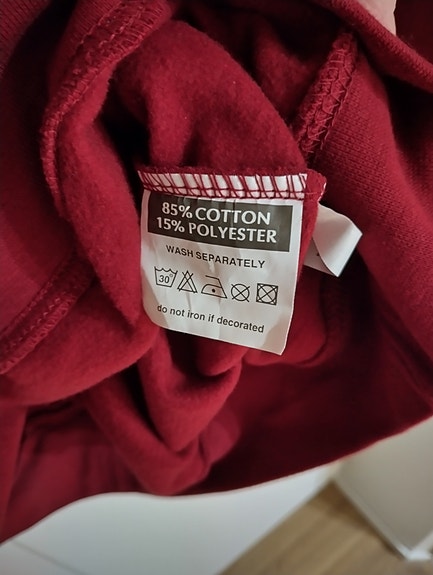 85% COTTON
15% POLYESTER
WASH SEPARATELY
30°
do not iron if decorated